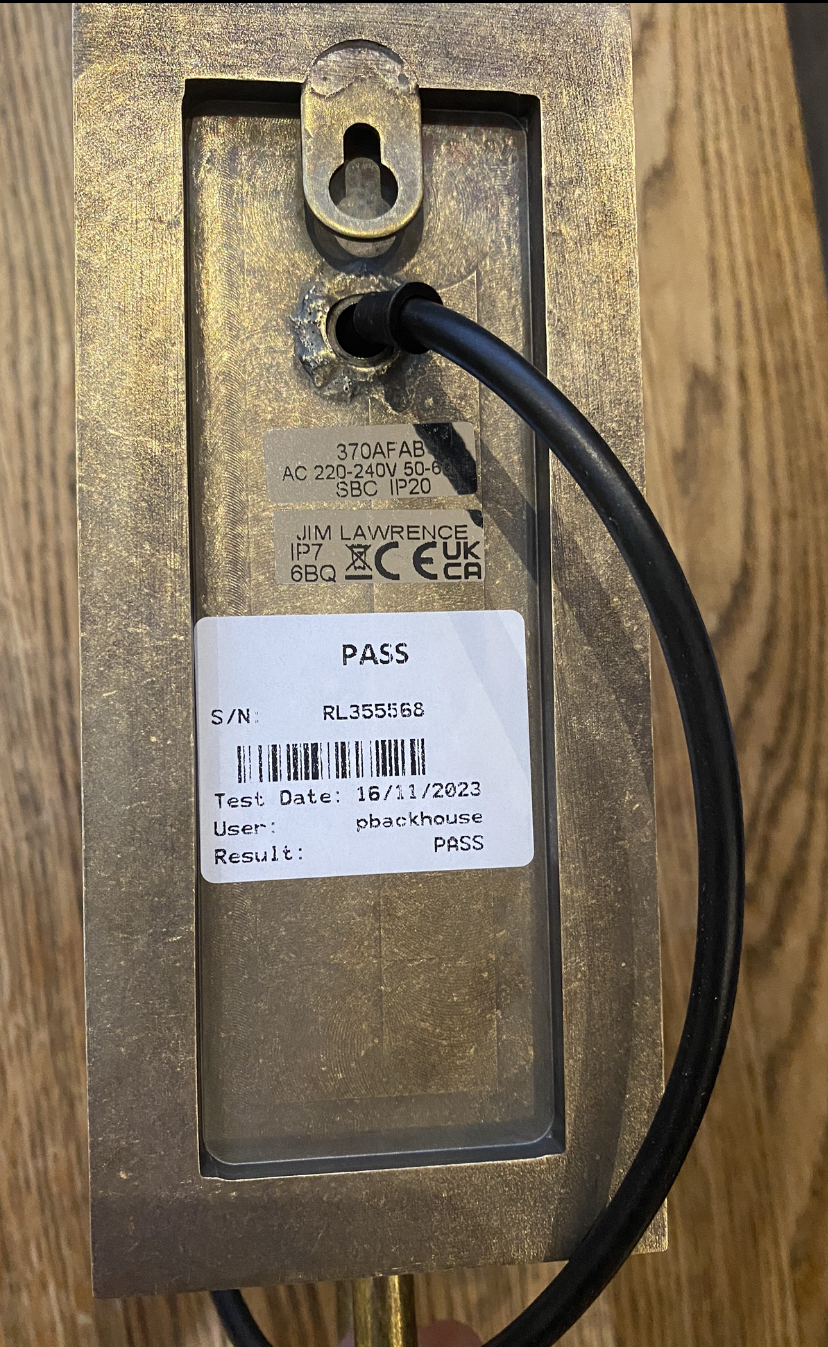 370AFAB
AC 220-240V 50-6
SBC IP20
JIM LAWRENCE
IP7
6BQ CE UK
CA
PASS
S/N: RL355568
Test Date: 16/11/2023
User: pbackhouse
Result: PASS